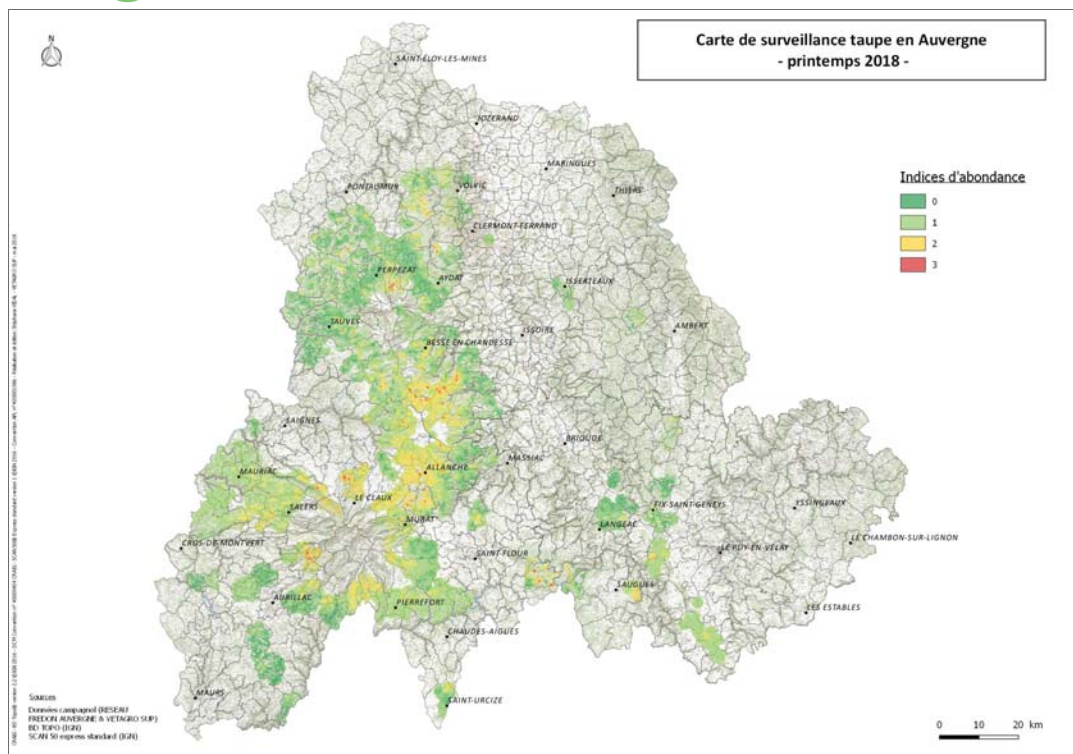 Carte de surveillance taupe en Auvergne
- printemps 2018 -
N
SAINT-ÉLOY-LES-MINES
JOZERAND
MARINGUES
PONTAUMUR
VOLVIC
THIERS
CLERMONT-FERRAND
PERPEZAT
AYDAT
ISSERTEAUX
TAUVES
ISSOIRE
AMBERT
BESSE EN CHANDESSE
SAIGNES
BRIOUDE
MASSIAC
MAURIAC
ALLANCHE
LE CLAUX
SALERS
MURAT
FIX-SAINT-GENEYS
YSSINGEAUX
LANGEAC
CROS-DE-MONTVERT
SAINT-FLOUR
LE PUY-EN-VELAY
LE CHAMBON-SUR-LIGNON
SAUGUES
AURILLAC
PIERREFORT
LES ESTABLES
CHAUDES-AIGUES
MAURS
SAINT-URCIZE
Indices d'abondance
0
1
2
3
Sources
Données campagnol (RESEAU
FREDON AUVERGNE & VETAGRO SUP)
BD TOPO (IGN)
SCAN 50 express standard (IGN)
0 10 20 km